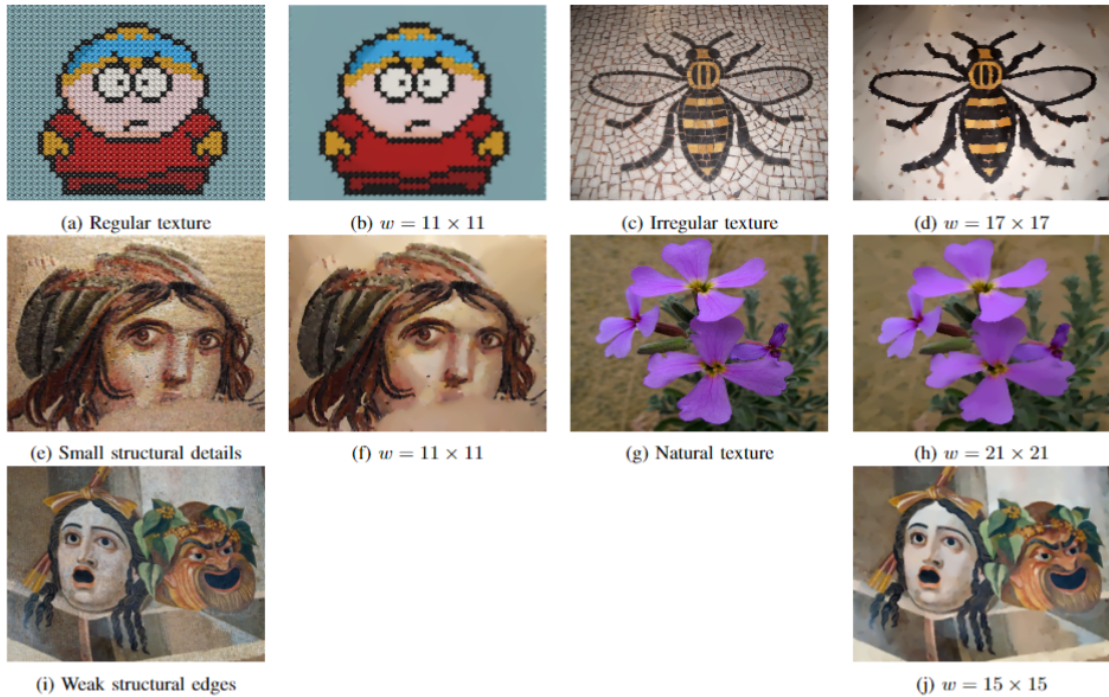 (a) Regular texture
(b) w = 11 × 11
(c) Irregular texture
(d) w = 17 × 17
(e) Small structural details
(f) w = 11 × 11
(g) Natural texture
(h) w = 21 × 21
(i) Weak structural edges
(j) w = 15 × 15